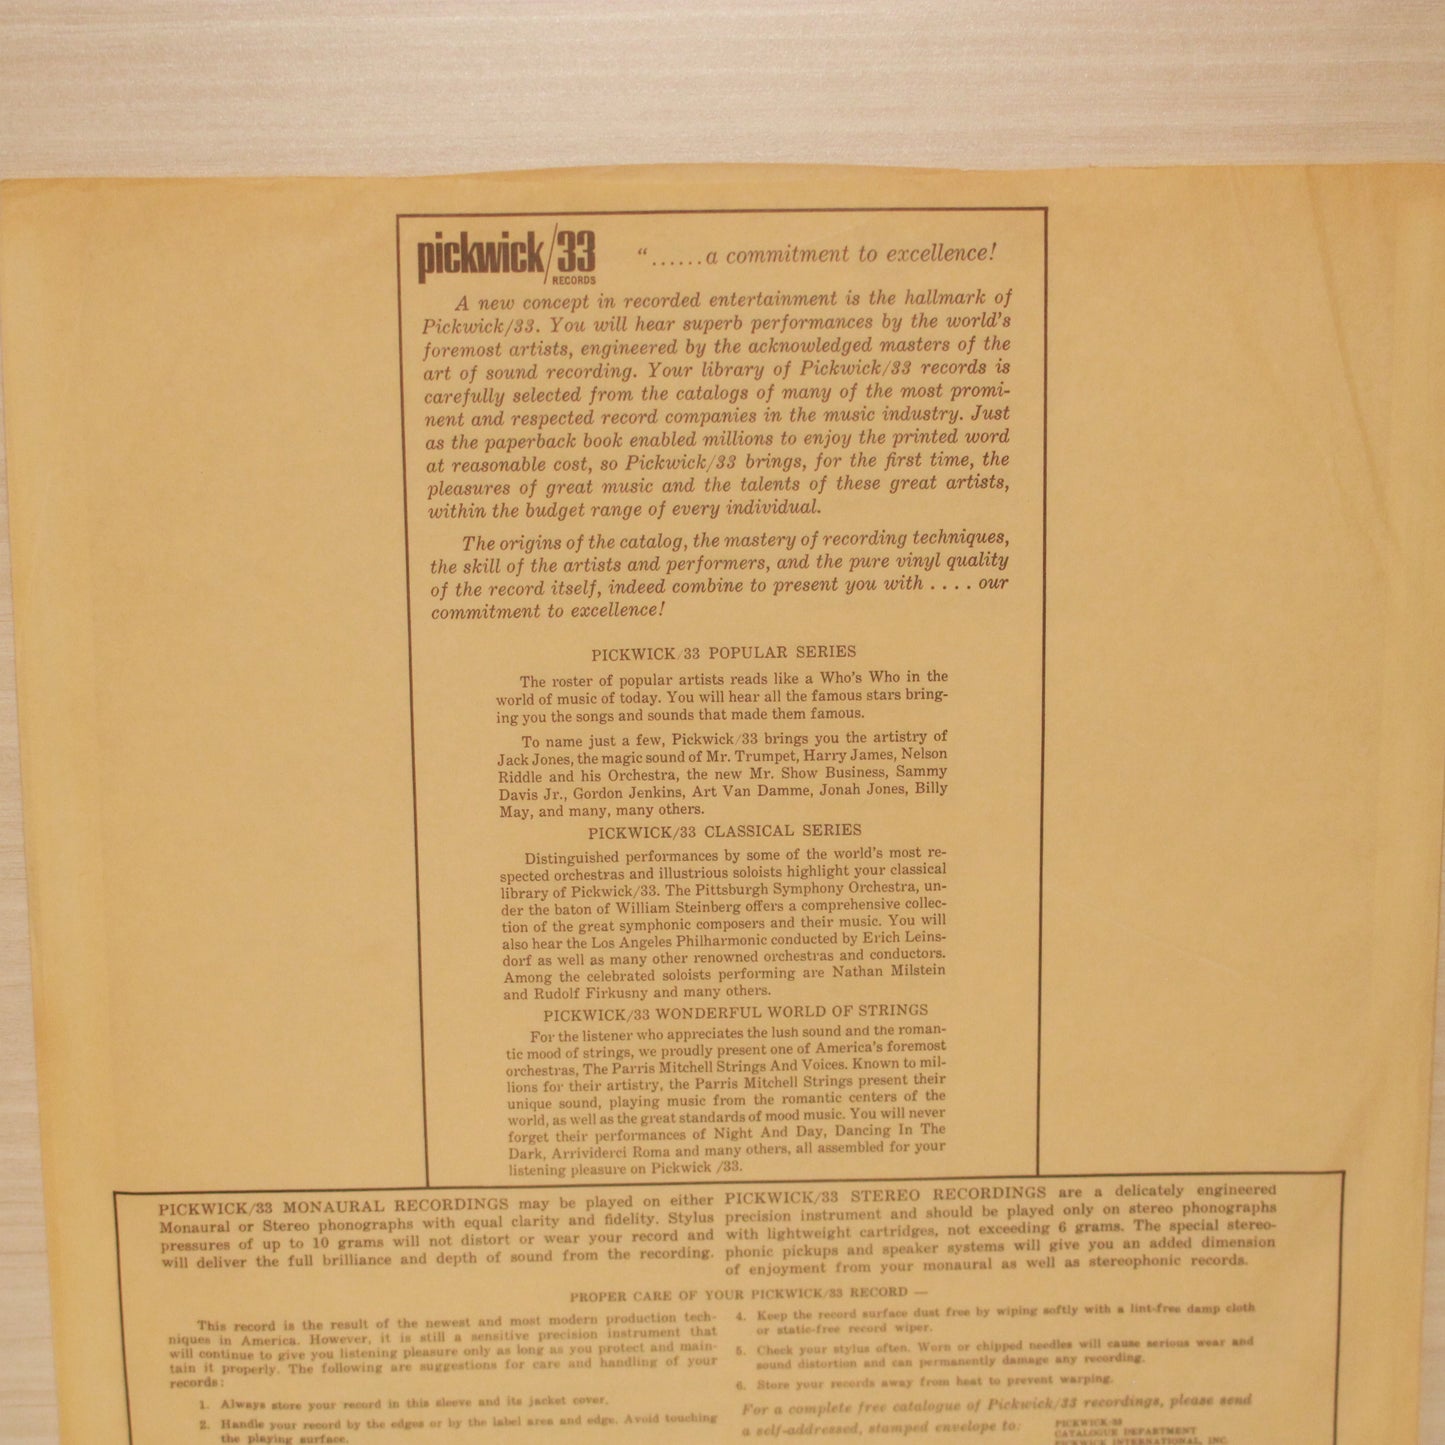 pickwick/33
RECORDS
“......a commitment to excellence!
A new concept in recorded entertainment is the hallmark of
Pickwick/33. You will hear superb performances by the world's
foremost artists, engineered by the acknowledged masters of the
art of sound recording. Your library of Pickwick/33 records is
carefully selected from the catalogs of many of the most promi-
nent and respected record companies in the music industry. Just
as the paperback book enabled millions to enjoy the printed word
at reasonable cost, so Pickwick/33 brings, for the first time, the
pleasures of great music and the talents of these great artists,
within the budget range of every individual.
The origins of the catalog, the mastery of recording techniques,
the skill of the artists and performers, and the pure vinyl quality
of the record itself, indeed combine to present you with .... our
commitment to excellence!
PICKWICK/33 POPULAR SERIES
The roster of popular artists reads like a Who's Who in the
world of music of today. You will hear all the famous stars bring-
ing you the songs and sounds that made them famous.
To name just a few, Pickwick/33 brings you the artistry of
Jack Jones, the magic sound of Mr. Trumpet, Harry James, Nelson
Riddle and his Orchestra, the new Mr. Show Business, Sammy
Davis Jr., Gordon Jenkins, Art Van Damme, Jonah Jones, Billy
May, and many, many others.
PICKWICK/33 CLASSICAL SERIES
Distinguished performances by some of the world's most re-
spected orchestras and illustrious soloists highlight your classical
library of Pickwick/33. The Pittsburgh Symphony Orchestra, un-
der the baton of William Steinberg offers a comprehensive collec-
tion of the great symphonic composers and their music. You will
also hear the Los Angeles Philharmonic conducted by Erich Leins-
dorf as well as many other renowned orchestras and conductors.
Among the celebrated soloists performing are Nathan Milstein
and Rudolf Firkusny and many others.
PICKWICK/33 WONDERFUL WORLD OF STRINGS
For the listener who appreciates the lush sound and the roman-
tic mood of strings, we proudly present one of America's foremost
orchestras, The Parris Mitchell Strings And Voices. Known to mil-
lions for their artistry, the Parris Mitchell Strings present their
unique sound, playing music from the romantic centers of the
world, as well as the great standards of mood music. You will never
forget their performances of Night And Day, Dancing In The
Dark, Arrividerci Roma and many others, all assembled for your
listening pleasure on Pickwick /33.
PICKWICK/33 MONAURAL RECORDINGS may be played on either
Monaural or Stereo phonographs with equal clarity and fidelity. Stylus
pressures of up to 10 grams will not distort or wear your record and
will deliver the full brilliance and depth of sound from the recording.
PICKWICK/33 STEREO RECORDINGS are a delicately engineered
precision instrument and should be played only on stereo phonographs
with lightweight cartridges, not exceeding 6 grams. The special stereo-
phonic pickups and speaker systems will give you an added dimension
of enjoyment from your monaural as well as stereophonic records.
PROPER CARE OF YOUR PICKWICK/33 RECORD —
This record is the result of the newest and most modern production tech-
niques in America. However, it is still a sensitive precision instrument that
will continue to give you listening pleasure only as long as you protect and main-
tain it properly. The following are suggestions for care and handling of your
records:
1. Always store your record in this sleeve and its jacket cover.
2. Handle your record by the edges or by the label area and edge. Avoid touching
the playing surface.
4. Keep the record surface dust free by wiping softly with a lint-free damp cloth
or static-free record wiper.
5. Check your stylus often. Worn or chipped needles will cause serious wear and
sound distortion and can permanently damage any recording.
6. Store your records away from heat to prevent warping.
For a complete free catalogue of Pickwick/33 recordings, please send
a self-addressed, stamped envelope to:
PICKWICK/33
CATALOGUE DEPARTMENT
PICKWICK INTERNATIONAL, INC.